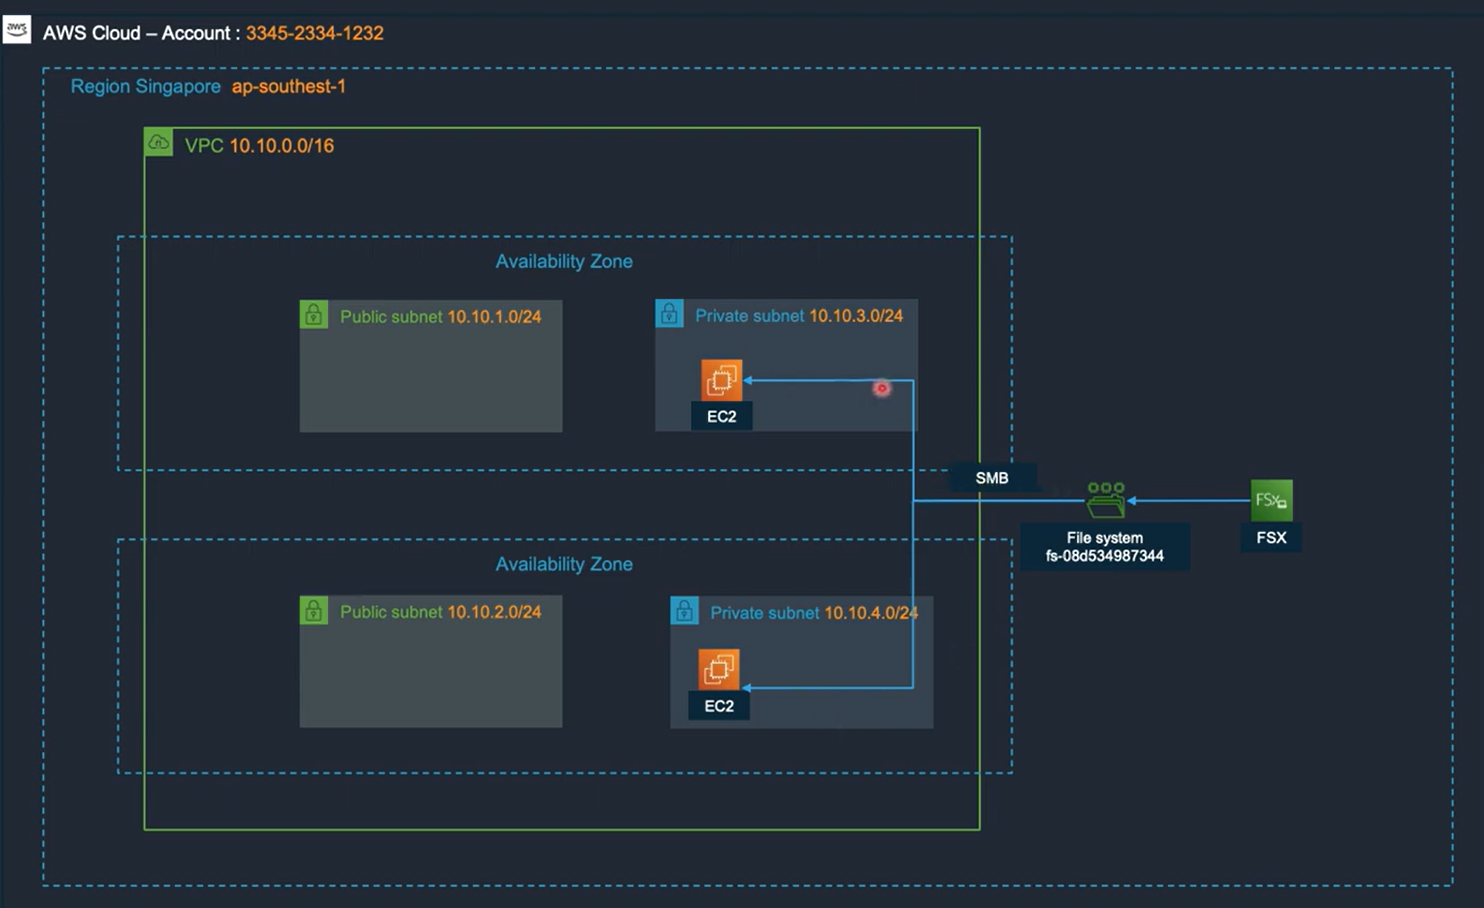 aws
AWS Cloud – Account : 3345-2334-1232
Region Singapore ap-southest-1
VPC 10.10.0.0/16
Availability Zone
Public subnet 10.10.1.0/24
Private subnet 10.10.3.0/24
EC2
SMB
FSx
File system
fs-08d534987344
FSX
Availability Zone
Public subnet 10.10.2.0/24
Private subnet 10.10.4.0/24
EC2